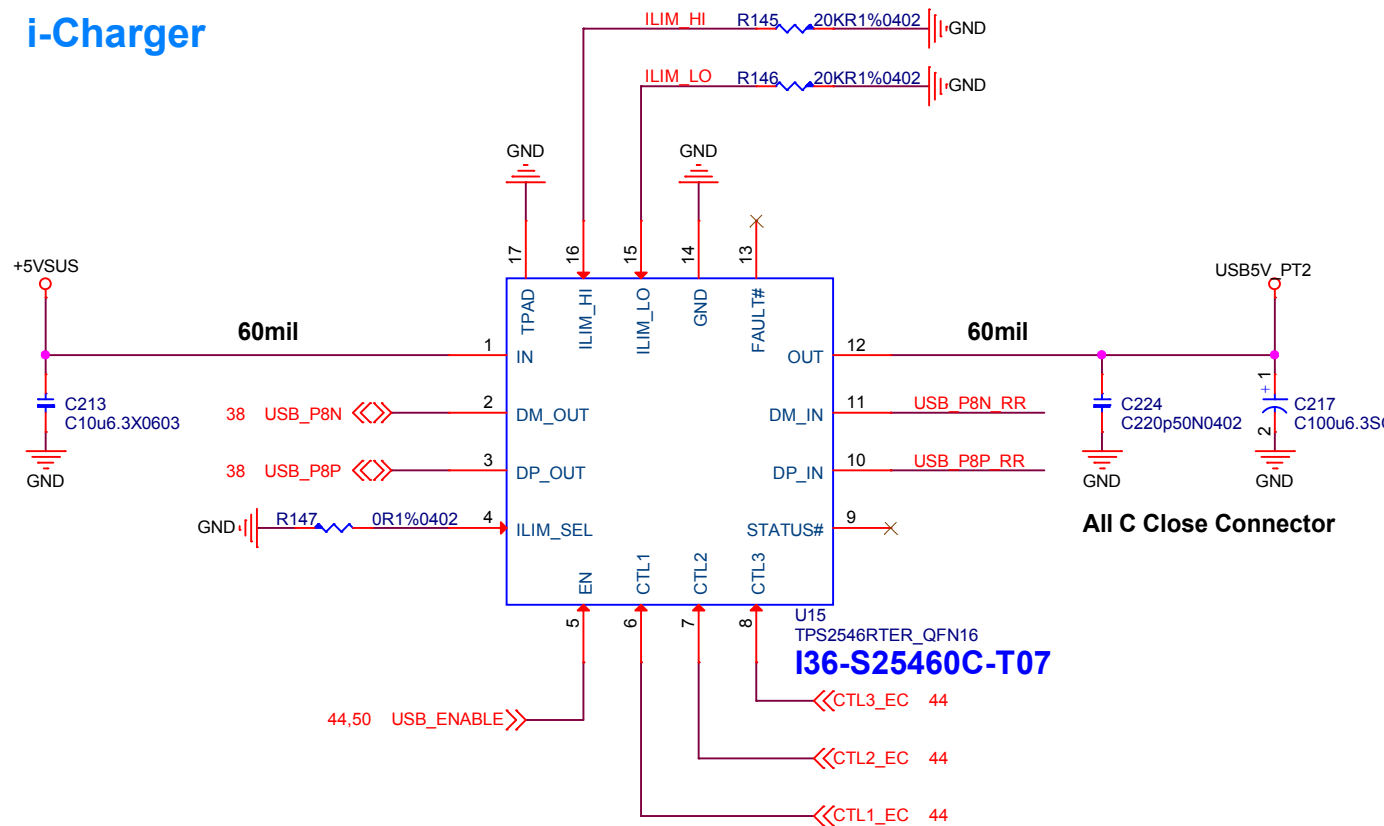 i-Charger
ILIM_HI R145 20KR1%0402 GND
ILIM_LO R146 20KR1%0402 GND
GND GND
17 16 15 14 13
+5VSUS USB5V_PT2
TPAD ILIM_HI ILIM_LO GND FAULT#
60mil 1 IN OUT 12 60mil
C213
C10u6.3X0603
GND
38 USB_P8N 2 DM_OUT DM_IN 11 USB_P8N_RR
38 USB_P8P 3 DP_OUT DP_IN 10 USB_P8P_RR
C224
C220p50N0402
GND
1 + 2
C217
GND
GND R147 0R1%0402 4 ILIM_SEL STATUS# 9
All C Close Connector
EN CTL1 CTL2 CTL3
5 6 7 8
U15
TPS2546RTER_QFN16
I36-S25460C-T07
44,50 USB_ENABLE
CTL3_EC 44
CTL2_EC 44
CTL1_EC 44